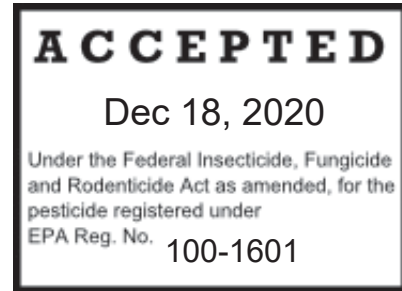 ACCEPTED
Dec 18, 2020
Under the Federal Insecticide, Fungicide
and Rodenticide Act as amended, for the
pesticide registered under
EPA Reg. No. 100-1601